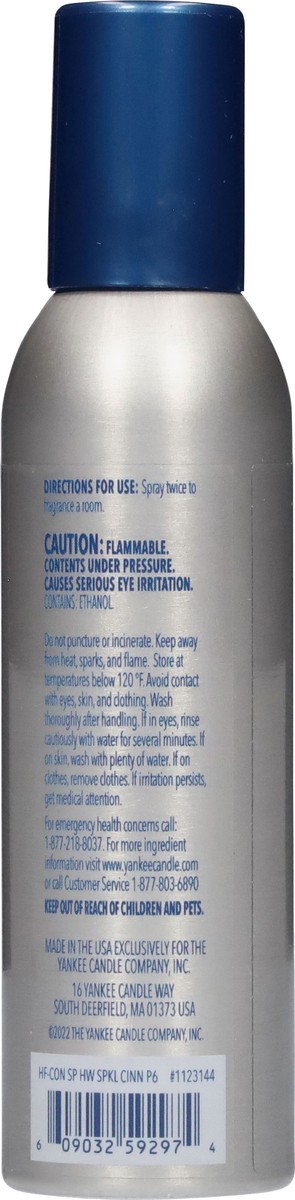 DIRECTIONS FOR USE: Spray twice to
fragrance a room.
CAUTION: FLAMMABLE.
CONTENTS UNDER PRESSURE.
CAUSES SERIOUS EYE IRRITATION.
CONTAINS: ETHANOL
Do not puncture or incinerate. Keep away
from heat, sparks, and flame. Store at
temperatures below 120 °F. Avoid contact
with eyes, skin, and clothing. Wash
thoroughly after handling. If in eyes, rinse
cautiously with water for several minutes. If
on skin, wash with plenty of water. If on
clothes, remove clothes. If irritation persists,
get medical attention.
For emergency health concerns call:
1-877-218-8037. For more ingredient
information visit www.yankeecandle.com
or call Customer Service 1-877-803-6890
KEEP OUT OF REACH OF CHILDREN AND PETS.
MADE IN THE USA EXCLUSIVELY FOR THE
YANKEE CANDLE COMPANY, INC.
16 YANKEE CANDLE WAY
SOUTH DEERFIELD, MA 01373 USA
©2022 THE YANKEE CANDLE COMPANY, INC.
HF-CON SP HW SPKL CINN P6 #1123144
6 09032 59297 4